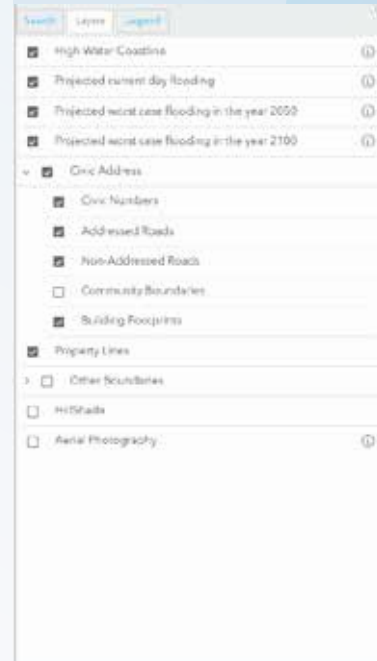 Search Layers Legend
High Water Coastline
Projected current day flooding
Projected worst case flooding in the year 2050
Projected worst case flooding in the year 2100
Civic Address
Civic Numbers
Addressed Roads
Non-Addressed Roads
Community Boundaries
Building Footprints
Property Lines
Other Boundaries
HillShade
Aerial Photography